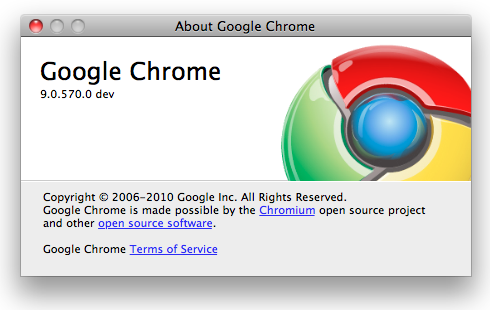 About Google Chrome
Google Chrome
9.0.570.0 dev
Copyright © 2006-2010 Google Inc. All Rights Reserved.
Google Chrome is made possible by the Chromium open source project
and other open source software.
Google Chrome Terms of Service